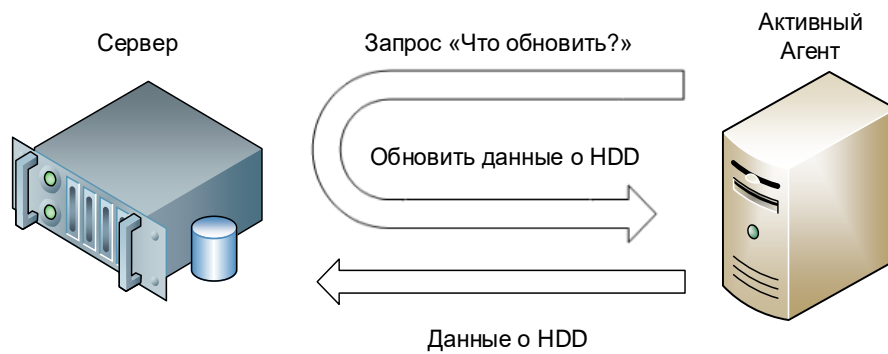 Сервер
Запрос «Что обновить?»
Активный
Агент
Обновить данные о HDD
Данные о HDD